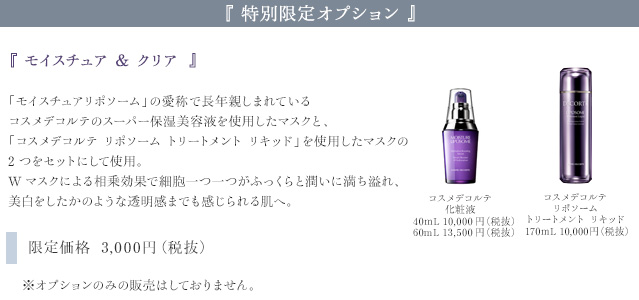 『 特別限定オプション 』
『 モイスチュア ＆ クリア 』
「モイスチュアリポソーム」の愛称で長年親しまれている
コスメデコルテのスーパー保湿美容液を使用したマスクと、
「コスメデコルテ リポソーム トリートメント リキッド」を使用したマスクの
2つをセットにして使用。
Wマスクによる相乗効果で細胞一つ一つがふっくらと潤いに満ち溢れ、
美白をしたかのような透明感までも感じられる肌へ。
限定価格 3,000円（税抜）
※オプションのみの販売はしておりません。
MOISTURE
LIPOSOME
コスメデコルテ
化粧液
40mL 10,000円（税抜）
60mL 13,500円（税抜）
コスメデコルテ
リポソーム
トリートメント リキッド
170mL 10,000円（税抜）